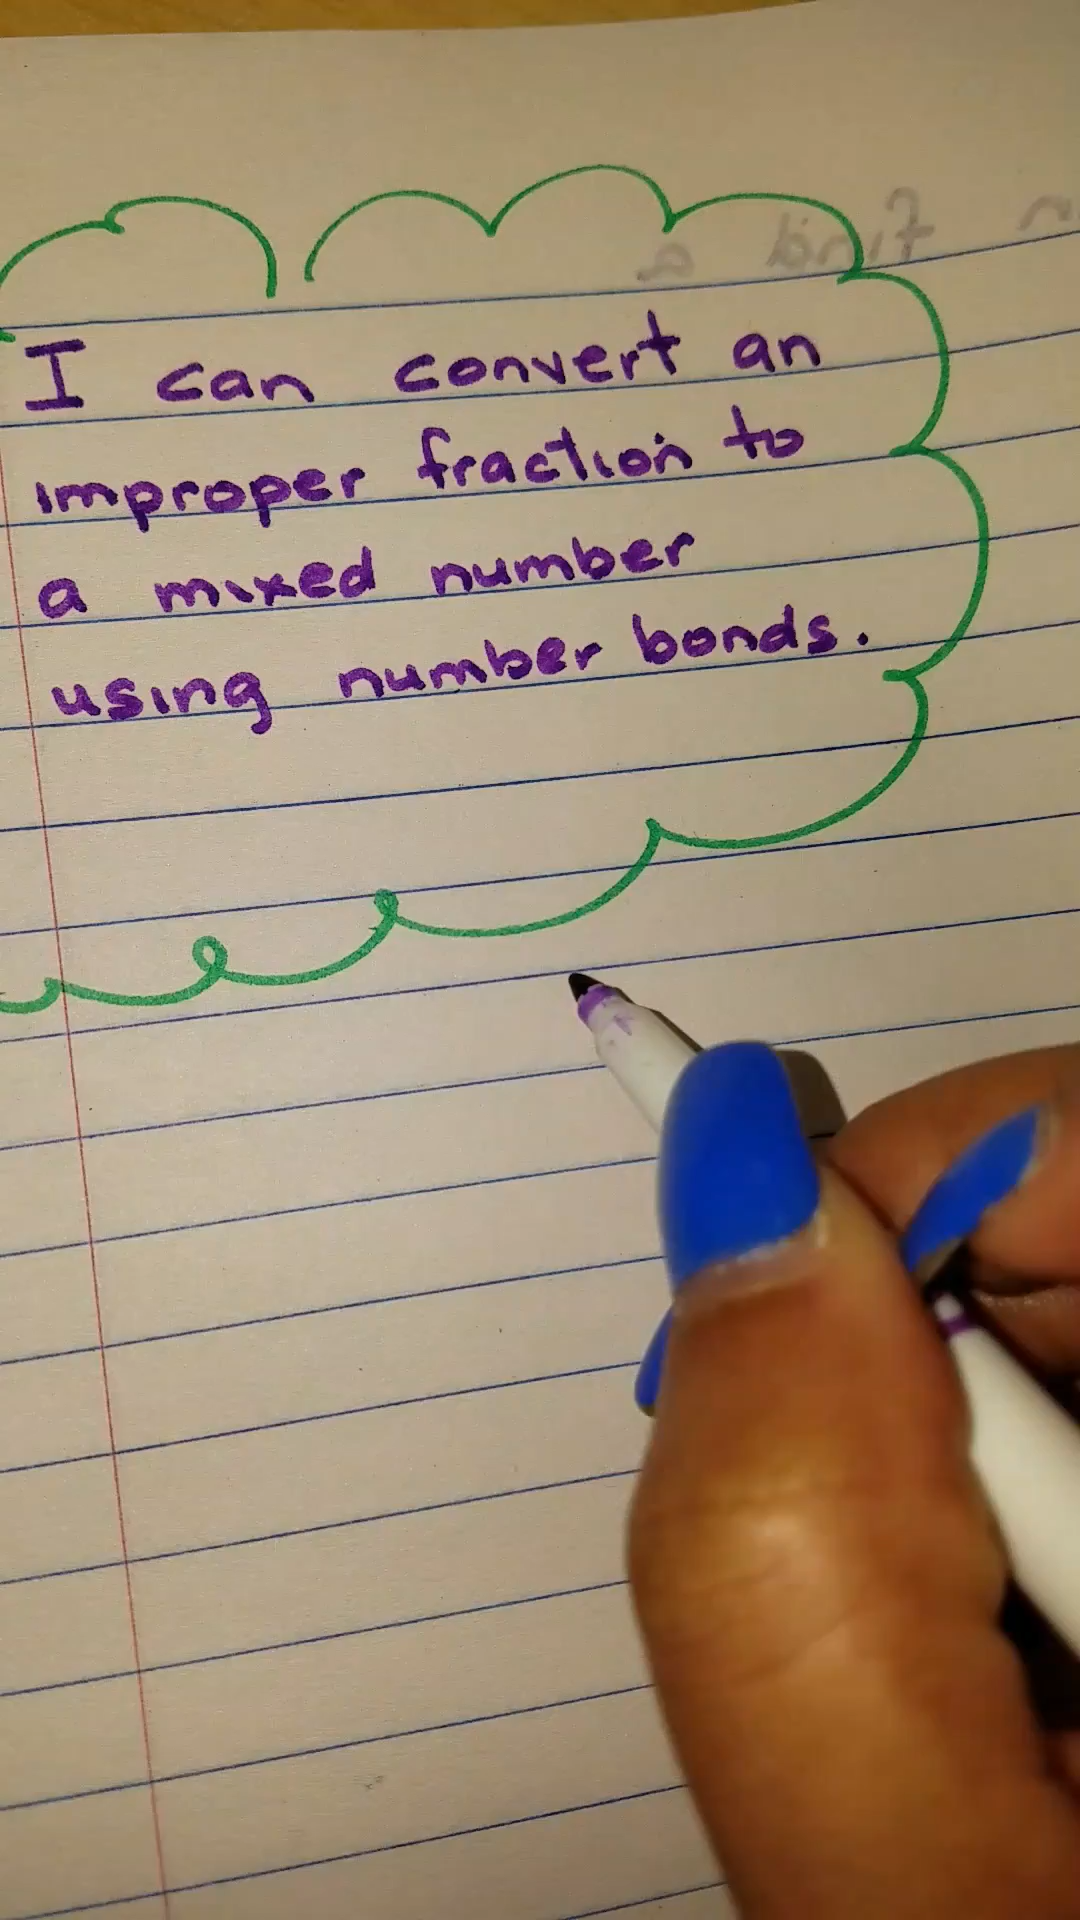 I can convert an
improper fraction to
a mixed number
using number bonds.